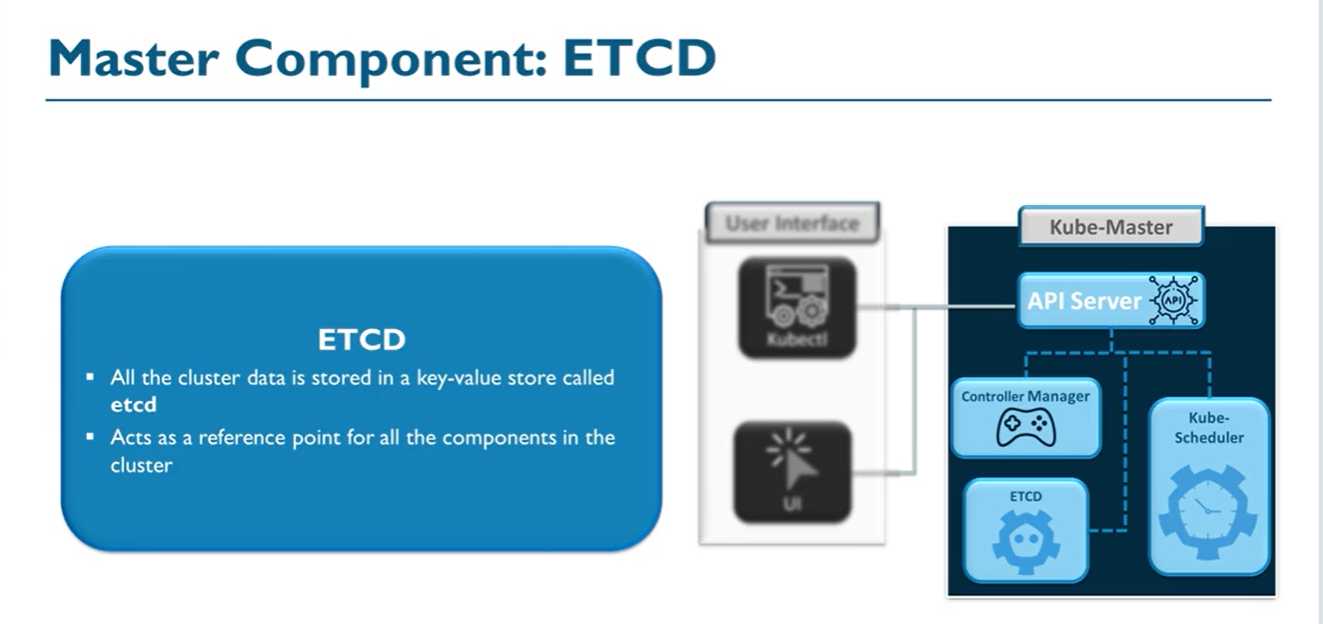 Master Component: ETCD
ETCD
▪ All the cluster data is stored in a key-value store called
etcd
▪ Acts as a reference point for all the components in the
cluster
User Interface
Kubectl
UI
Kube-Master
API Server
API
Controller Manager
ETCD
Kube-
Scheduler